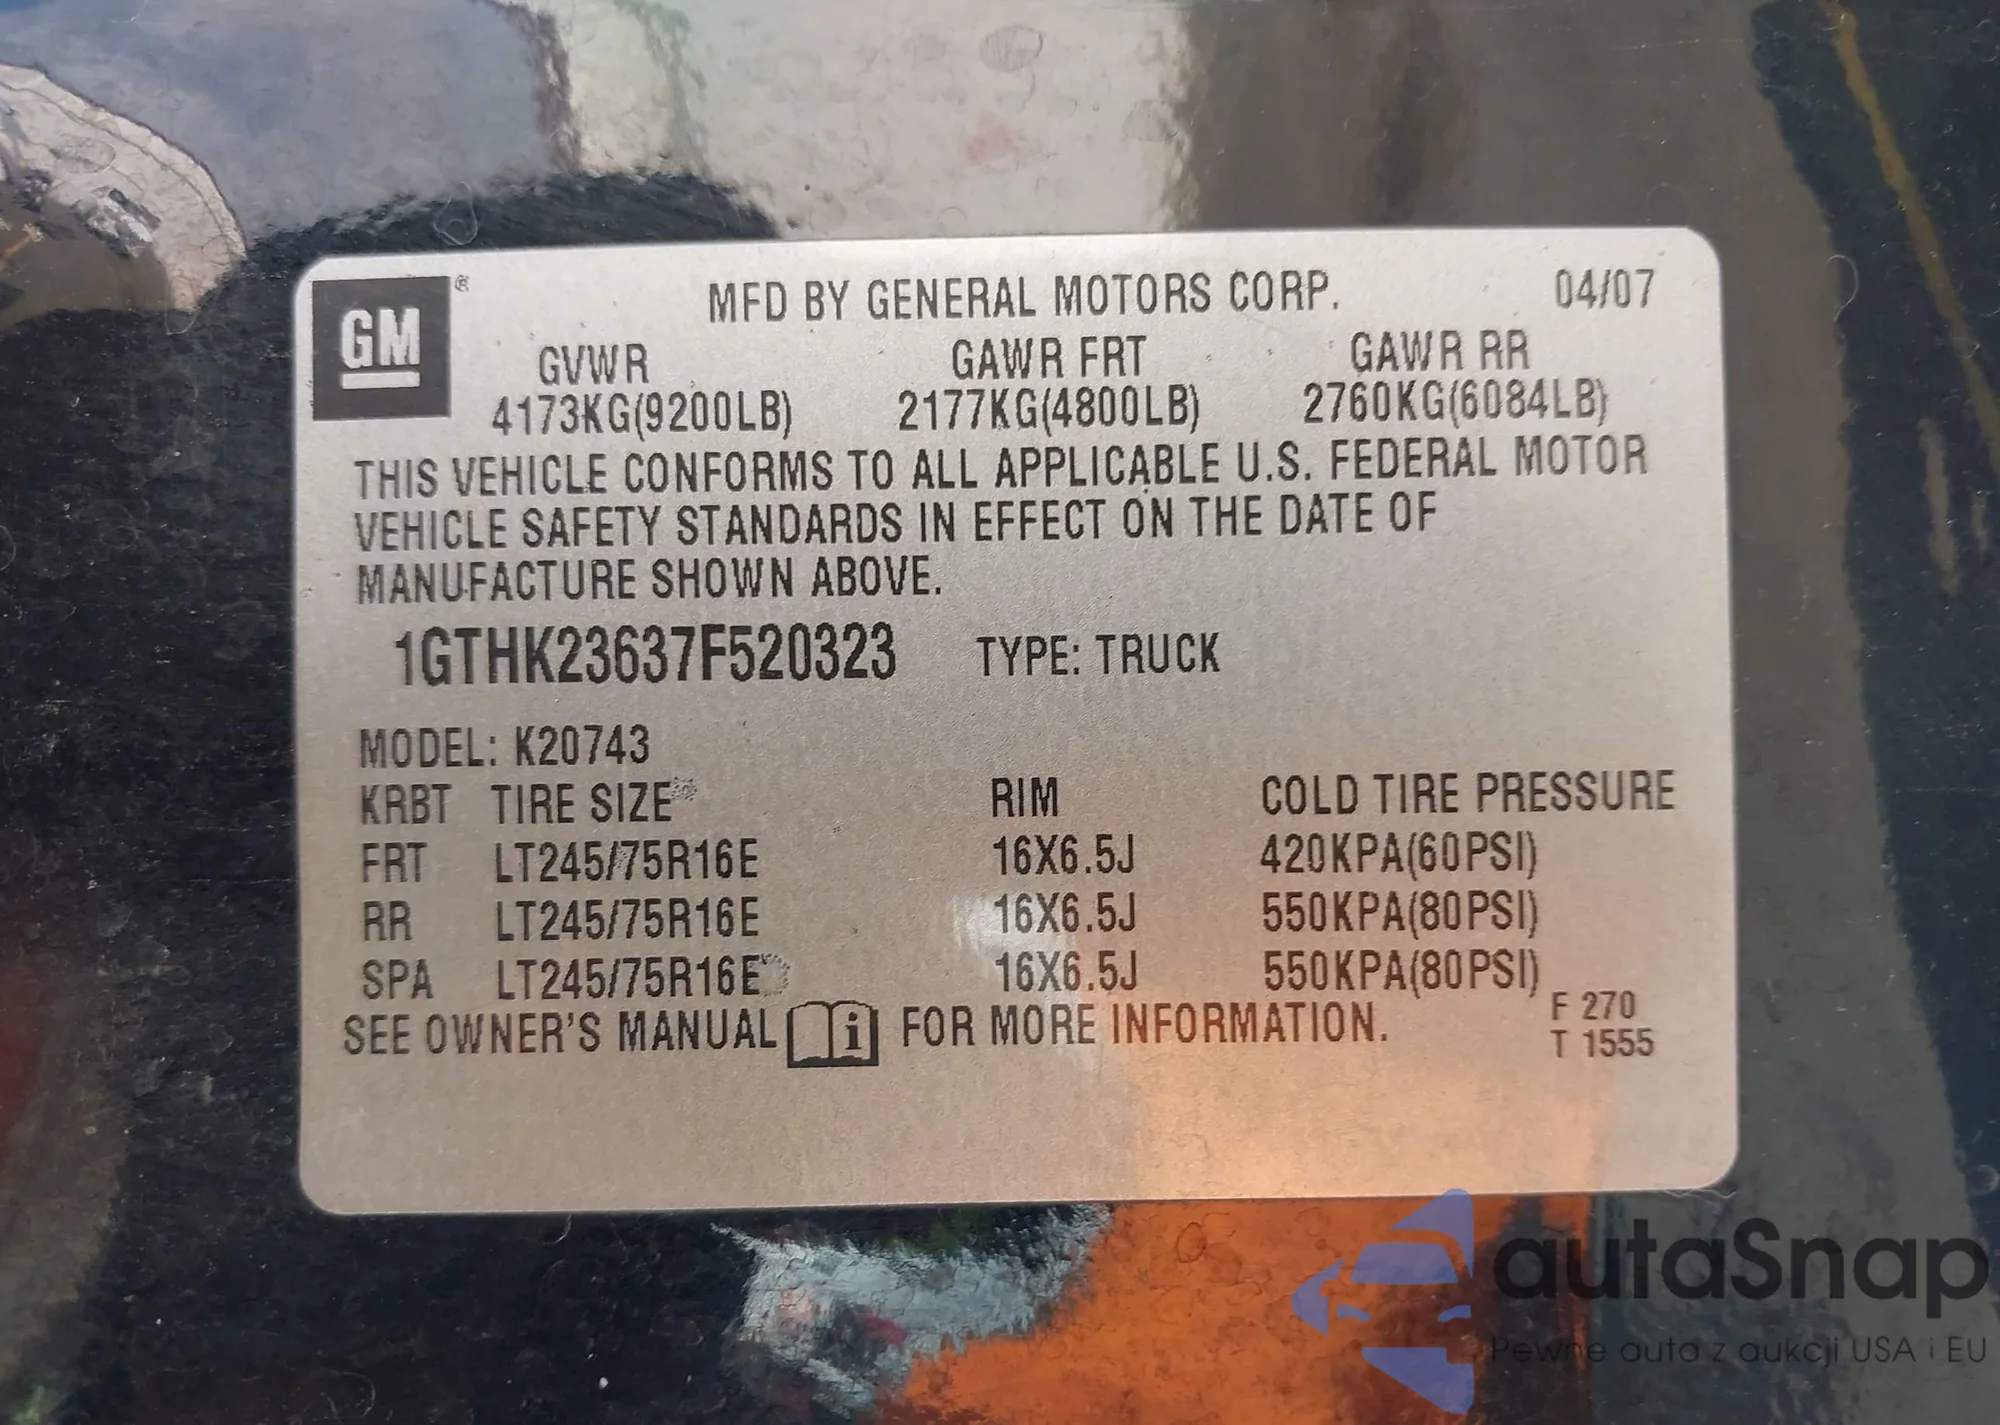 GM ®
MFD BY GENERAL MOTORS CORP. 04/07
GVWR GAWR FRT GAWR RR
4173KG(9200LB) 2177KG(4800LB) 2760KG(6084LB)
THIS VEHICLE CONFORMS TO ALL APPLICABLE U.S. FEDERAL MOTOR
VEHICLE SAFETY STANDARDS IN EFFECT ON THE DATE OF
MANUFACTURE SHOWN ABOVE.
1GTHK23637F520323 TYPE: TRUCK
MODEL: K20743
KRBT TIRE SIZE RIM COLD TIRE PRESSURE
FRT LT245/75R16E 16X6.5J 420KPA(60PSI)
RR LT245/75R16E 16X6.5J 550KPA(80PSI)
SPA LT245/75R16E 16X6.5J 550KPA(80PSI)
SEE OWNER'S MANUAL i FOR MORE INFORMATION.
F 270
T 1555
autaSnap
Pewne auta z aukcji USA i EU